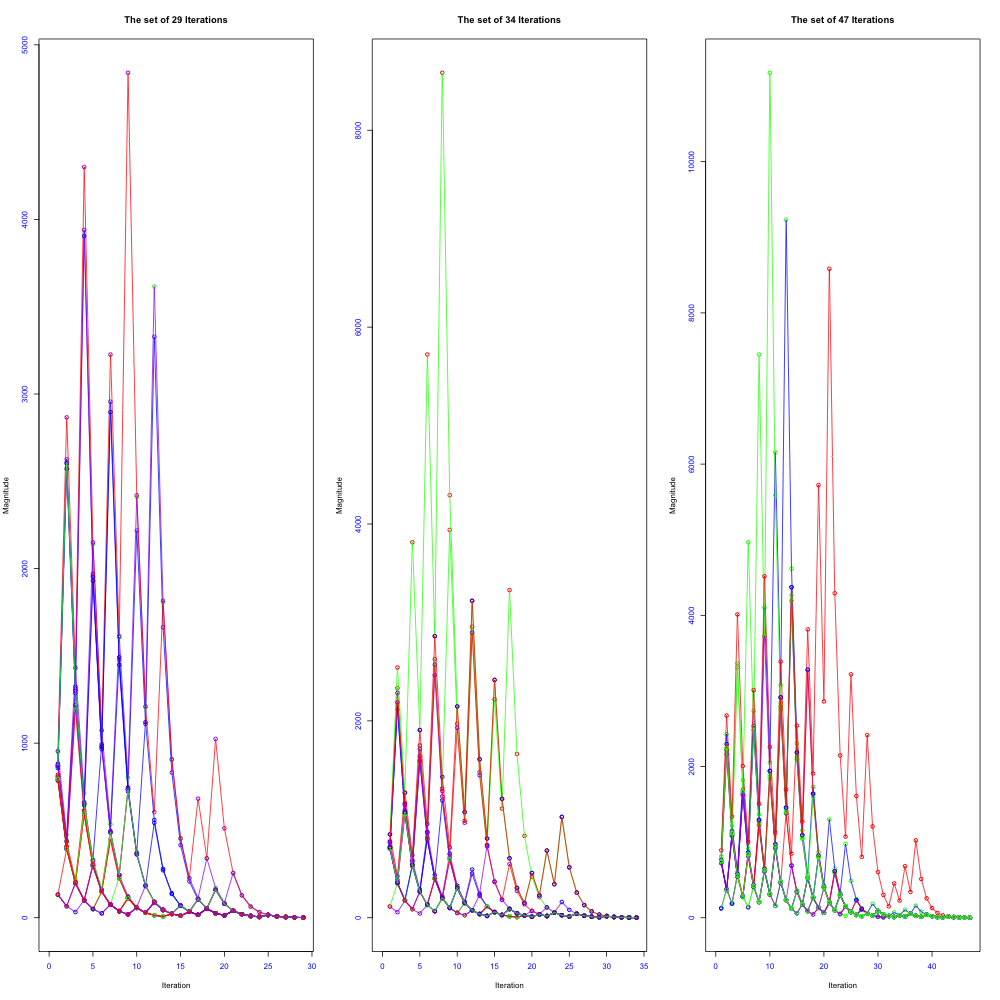 The set of 29 Iterations
The set of 34 Iterations
The set of 47 Iterations
Magnitude
0
1000
2000
3000
4000
5000
0 5 10 15 20 25 30
Iteration
Magnitude
0
2000
4000
6000
8000
0 5 10 15 20 25 30 35
Iteration
Magnitude
0
2000
4000
6000
8000
10000
0 10 20 30 40
Iteration